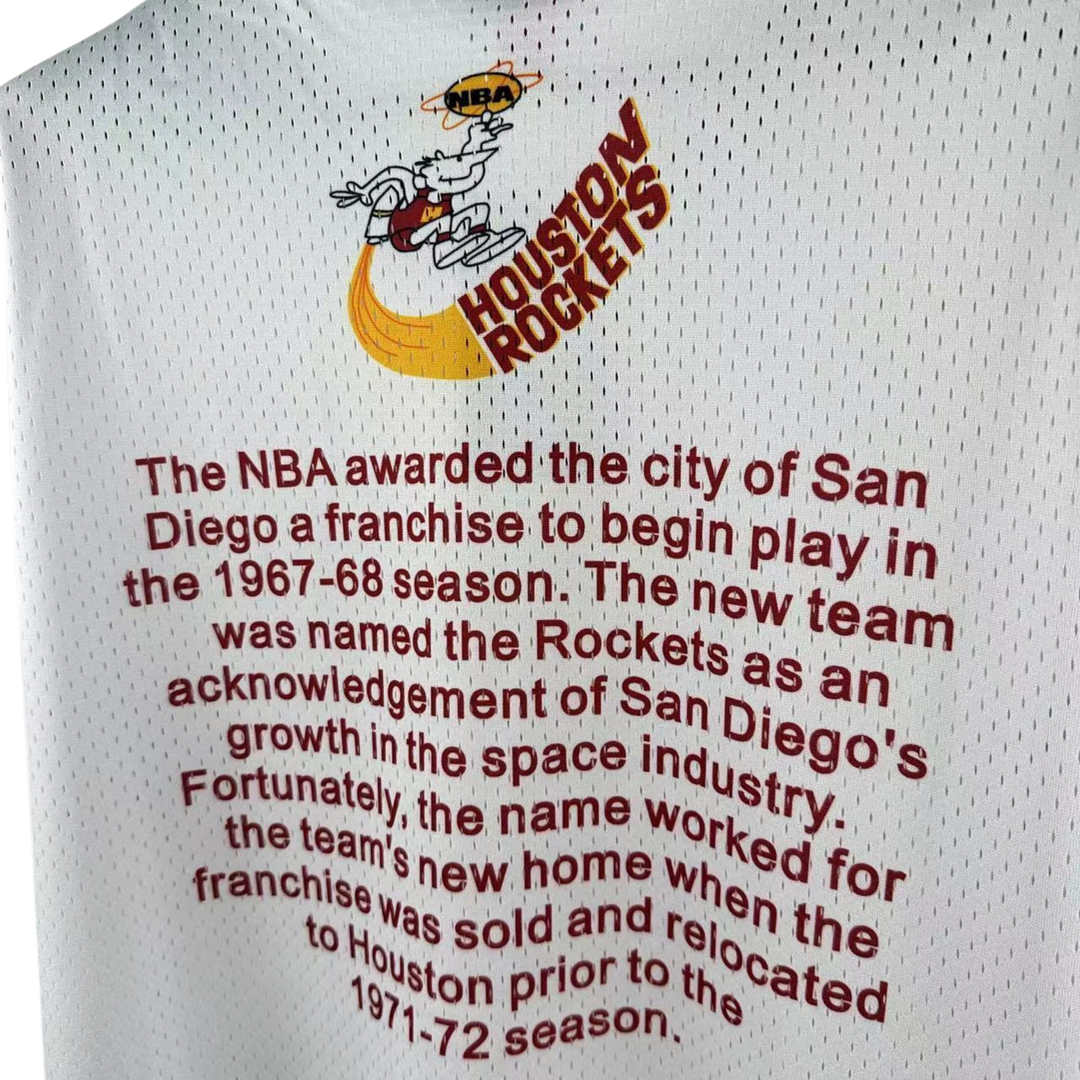 NBA
HOUSTON
ROCKETS
The NBA awarded the city of San
Diego a franchise to begin play in
the 1967-68 season. The new team
was named the Rockets as an
acknowledgement of San Diego's
growth in the space industry.
Fortunately, the name worked for
the team's new home when the
franchise was sold and relocated
to Houston prior to the
1971-72 season.